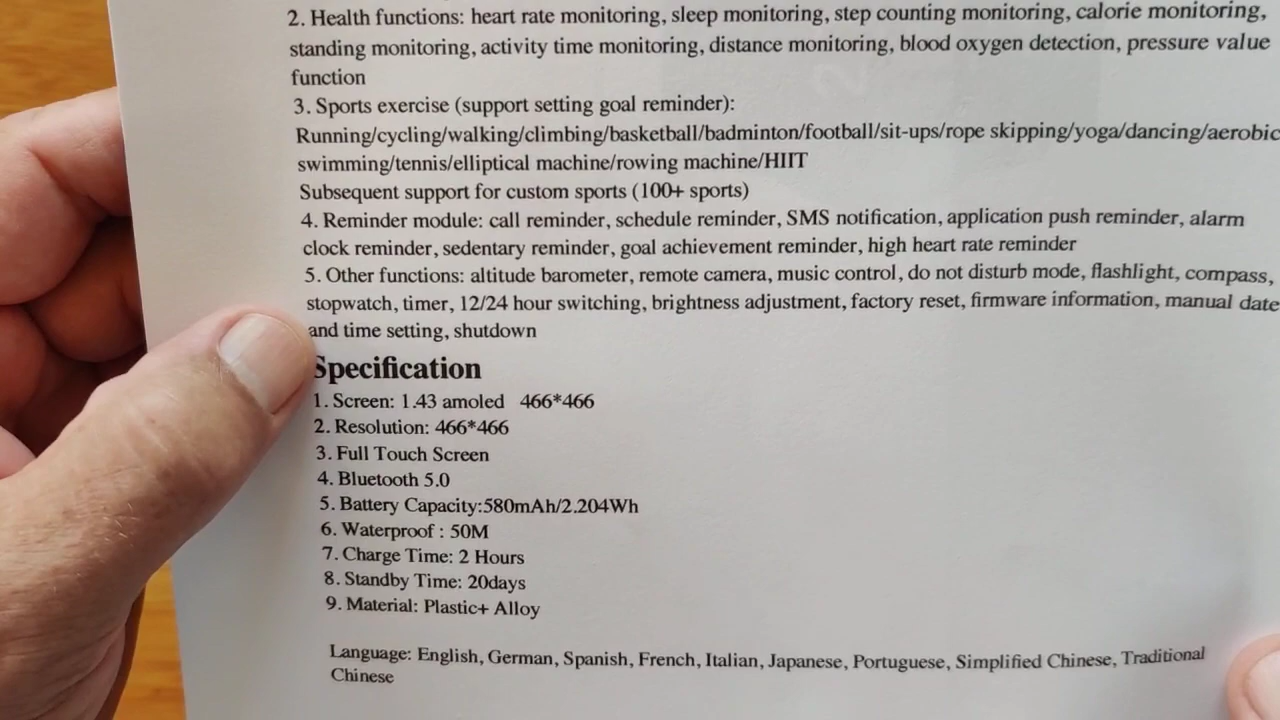 2. Health functions: heart rate monitoring, sleep monitoring, step counting monitoring, calorie monitoring,
standing monitoring, activity time monitoring, distance monitoring, blood oxygen detection, pressure value
function
3. Sports exercise (support setting goal reminder):
Running/cycling/walking/climbing/basketball/badminton/football/sit-ups/rope skipping/yoga/dancing/aerobic
swimming/tennis/elliptical machine/rowing machine/HIIT
Subsequent support for custom sports (100+ sports)
4. Reminder module: call reminder, schedule reminder, SMS notification, application push reminder, alarm
clock reminder, sedentary reminder, goal achievement reminder, high heart rate reminder
5. Other functions: altitude barometer, remote camera, music control, do not disturb mode, flashlight, compass,
stopwatch, timer, 12/24 hour switching, brightness adjustment, factory reset, firmware information, manual date
and time setting, shutdown
Specification
1. Screen: 1.43 amoled 466*466
2. Resolution: 466*466
3. Full Touch Screen
4. Bluetooth 5.0
5. Battery Capacity:580mAh/2.204Wh
6. Waterproof : 50M
7. Charge Time: 2 Hours
8. Standby Time: 20days
9. Material: Plastic+ Alloy
Language: English, German, Spanish, French, Italian, Japanese, Portuguese, Simplified Chinese, Traditional
Chinese